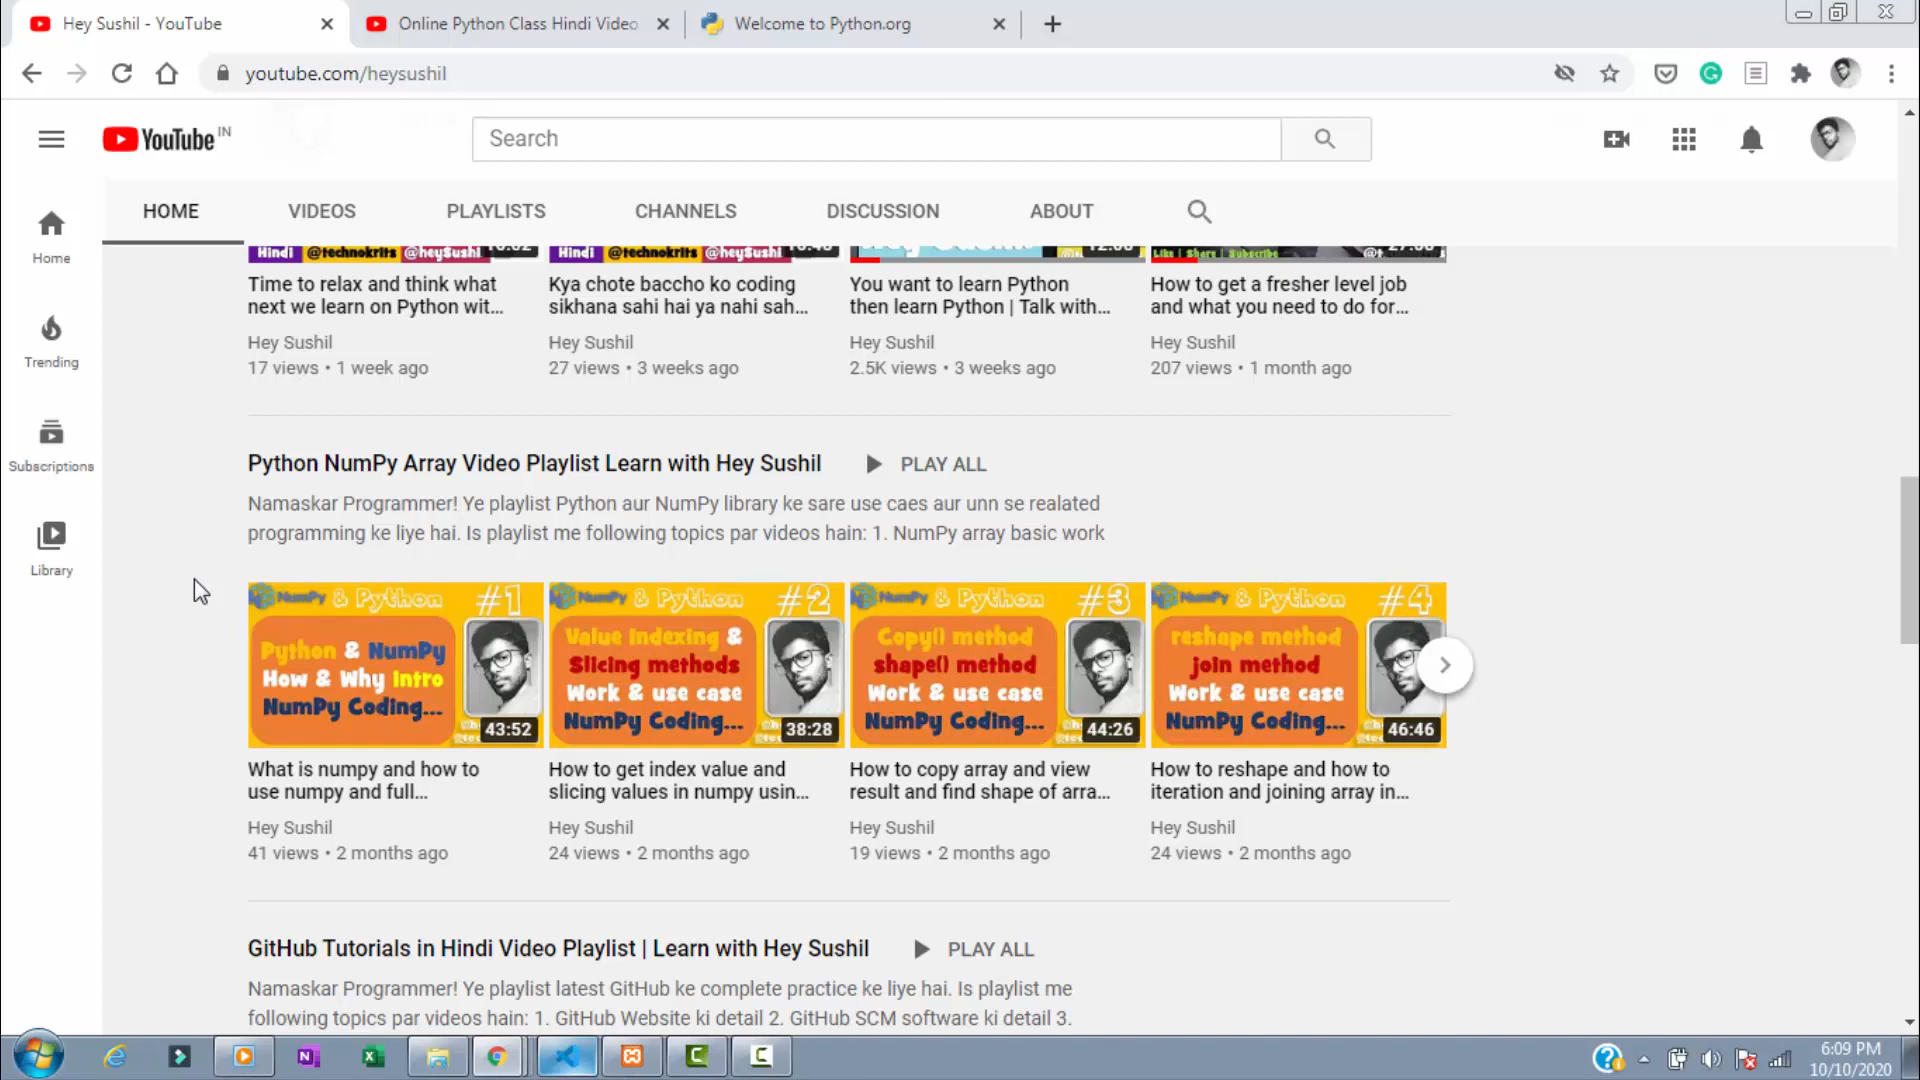 Hey Sushil - YouTube
Online Python Class Hindi Video
Welcome to Python.org
youtube.com/heysushil
YouTube IN
Search
HOME VIDEOS PLAYLISTS CHANNELS DISCUSSION ABOUT
Home
Trending
Subscriptions
Library
Hindi @technokrits @heySushi
Hindi @technokrits @heySushi
Like | Share | Subscribe
Time to relax and think what
next we learn on Python wit...
Hey Sushil
17 views • 1 week ago
Kya chote baccho ko coding
sikhana sahi hai ya nahi sah...
Hey Sushil
27 views • 3 weeks ago
You want to learn Python
then learn Python | Talk with...
Hey Sushil
2.5K views • 3 weeks ago
How to get a fresher level job
and what you need to do for...
Hey Sushil
207 views • 1 month ago
Python NumPy Array Video Playlist Learn with Hey Sushil PLAY ALL
Namaskar Programmer! Ye playlist Python aur NumPy library ke sare use caes aur unn se realated
programming ke liye hai. Is playlist me following topics par videos hain: 1. NumPy array basic work
NumPy & Python #1
Python & NumPy
How & Why Intro
NumPy Coding...
43:52
What is numpy and how to
use numpy and full...
Hey Sushil
41 views • 2 months ago
NumPy & Python #2
Value Indexing &
Slicing methods
Work & use case
NumPy Coding...
38:28
How to get index value and
slicing values in numpy usin...
Hey Sushil
24 views • 2 months ago
NumPy & Python #3
Copy() method
shape() method
Work & use case
NumPy Coding...
44:26
How to copy array and view
result and find shape of arra...
Hey Sushil
19 views • 2 months ago
NumPy & Python #4
reshape method
join method
Work & use case
NumPy Coding...
46:46
How to reshape and how to
iteration and joining array in...
Hey Sushil
24 views • 2 months ago
GitHub Tutorials in Hindi Video Playlist | Learn with Hey Sushil PLAY ALL
Namaskar Programmer! Ye playlist latest GitHub ke complete practice ke liye hai. Is playlist me
following topics par videos hain: 1. GitHub Website ki detail 2. GitHub SCM software ki detail 3.
6:09 PM
10/10/2020